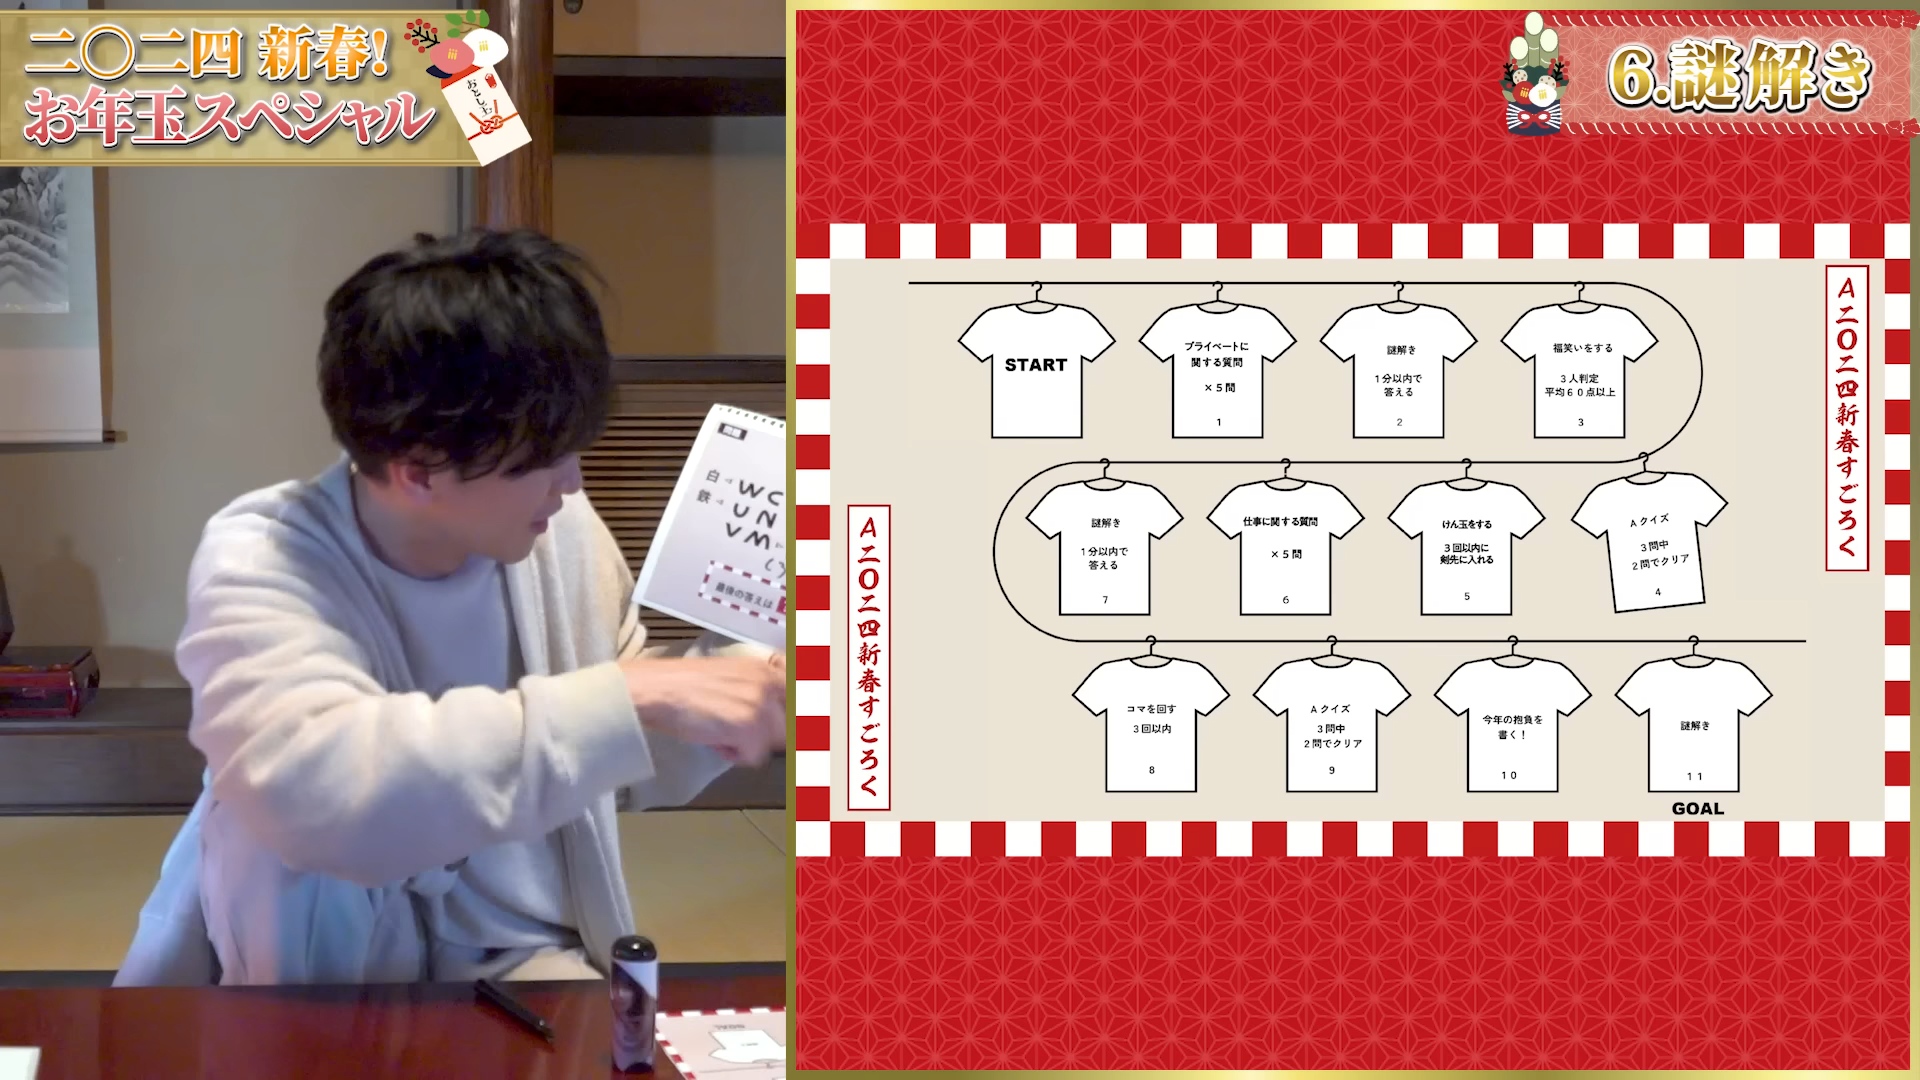 二〇二四 新春!
お年玉スペシャル
おとし玉
6.謎解き
白 WC
鉄 UN
VM
最後の答えは
A二〇二四新春すごろく
A二〇二四新春すごろく
START
プライベートに
関する質問
×5問
1
謎解き
1分以内で
答える
2
福笑いをする
3人判定
平均60点以上
3
謎解き
1分以内で
答える
7
仕事に関する質問
×5問
6
けん玉をする
3回以内に
剣先に入れる
5
Aクイズ
3問中
2問でクリア
4
コマを回す
3回以内
8
Aクイズ
3問中
2問でクリア
9
今年の抱負を
書く!
10
謎解き
11
GOAL